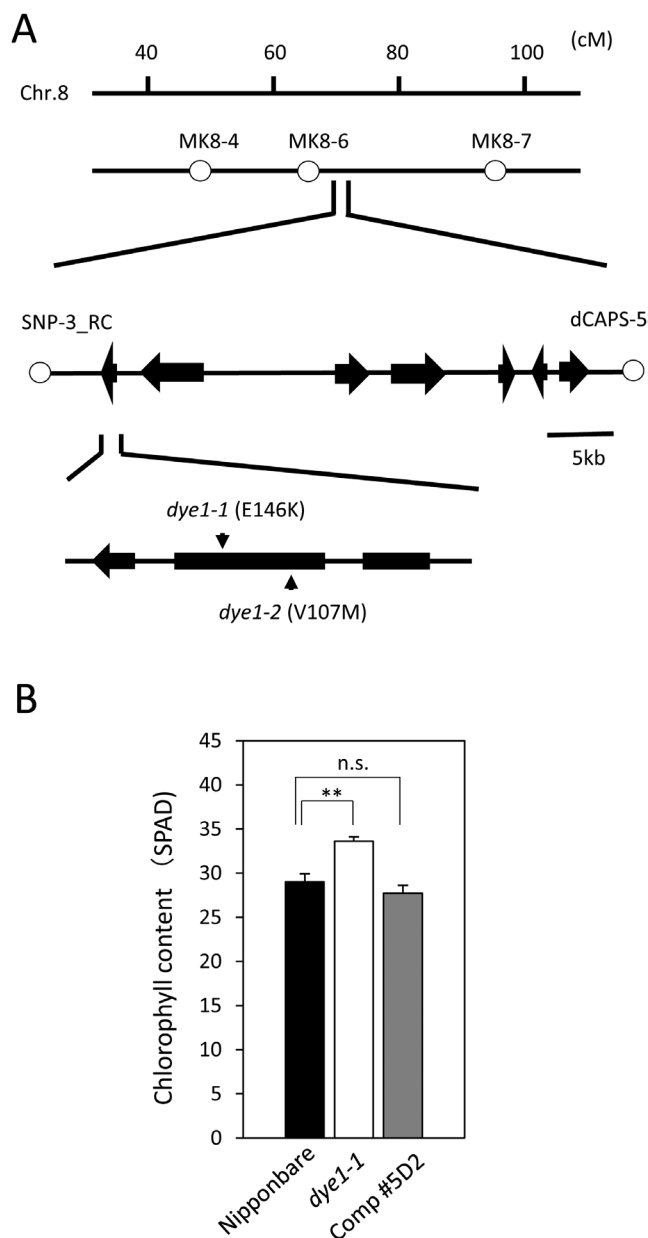 A
40 60 80 100 (cM)
Chr.8
MK8-4 MK8-6 MK8-7
SNP-3_RC dCAPS-5
5kb
dye1-1 (E146K)
dye1-2 (V107M)
B
45
40
35
30
25
20
15
10
5
0
Chlorophyll content （SPAD)
n.s.
**
Nipponbare
dye1-1
Comp #5D2